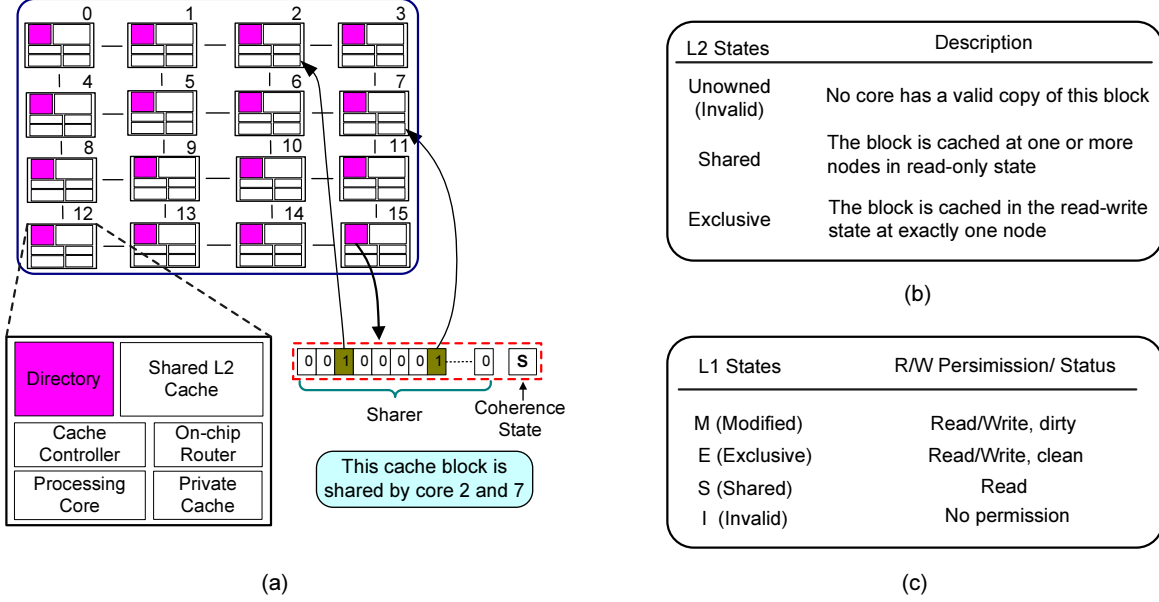 0 1 2 3
4 5 6 7
8 9 10 11
12 13 14 15
Directory
Shared L2
Cache
Cache
Controller
On-chip
Router
Processing
Core
Private
Cache
0 0 1 0 0 0 0 1 ........ 0 S
Sharer
Coherence
State
This cache block is
shared by core 2 and 7
(a)
L2 States Description
Unowned
(Invalid)
No core has a valid copy of this block
Shared
The block is cached at one or more
nodes in read-only state
Exclusive
The block is cached in the read-write
state at exactly one node
(b)
L1 States R/W Persimission/ Status
M (Modified) Read/Write, dirty
E (Exclusive) Read/Write, clean
S (Shared) Read
I (Invalid) No permission
(c)